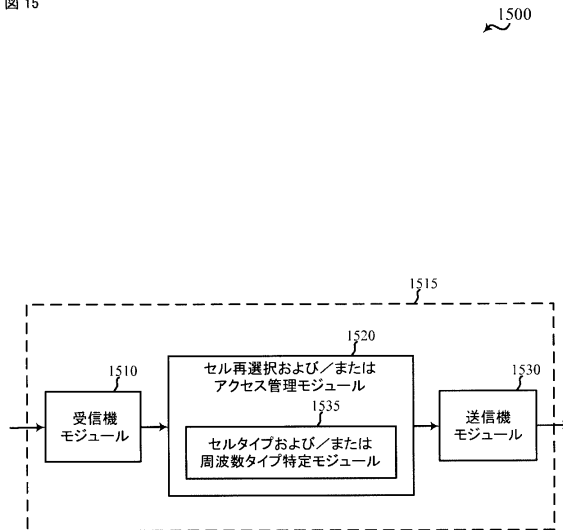 図 15
1500
1515
1520
セル再選択および／または
アクセス管理モジュール
1510
受信機
モジュール
1535
セルタイプおよび／または
周波数タイプ特定モジュール
1530
送信機
モジュール